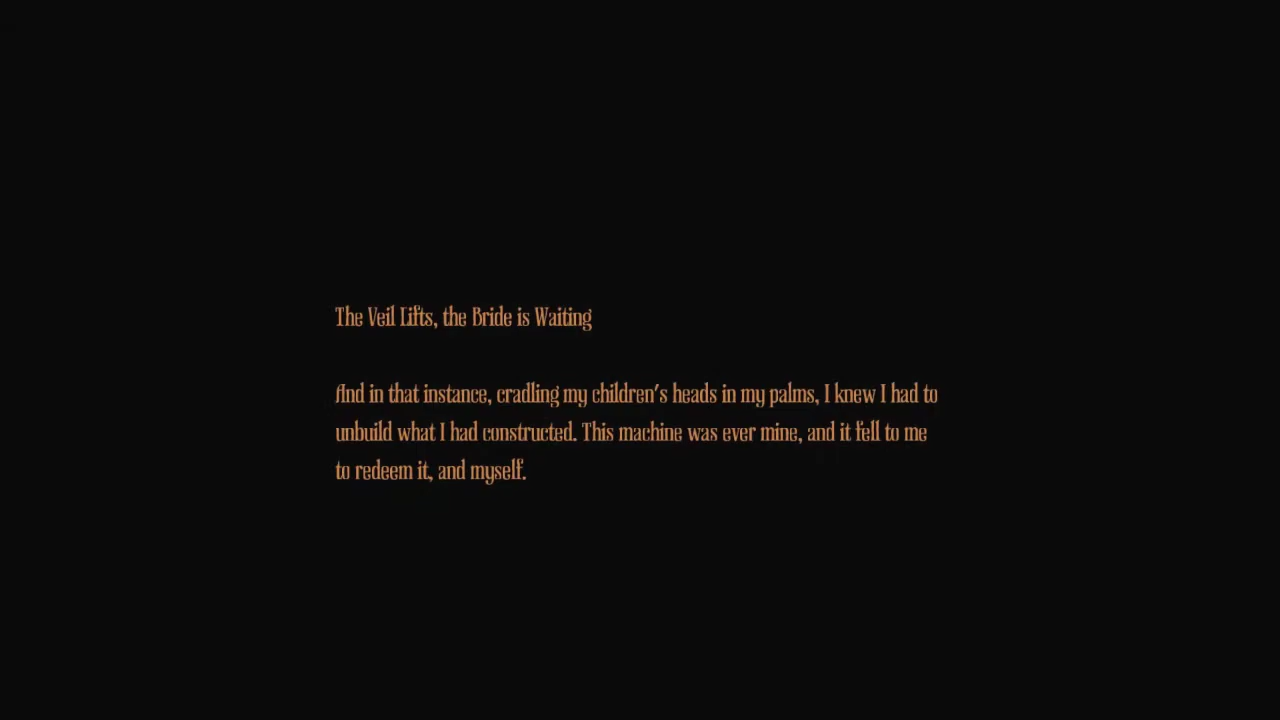 The Veil Lifts, the Bride is Waiting
And in that instance, cradling my children's heads in my palms, I knew I had to
unbuild what I had constructed. This machine was ever mine, and it fell to me
to redeem it, and myself.